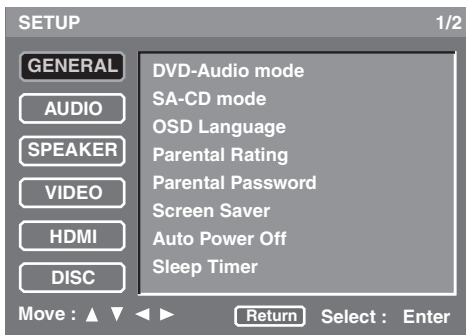 SETUP 1/2
GENERAL
AUDIO
SPEAKER
VIDEO
HDMI
DISC
DVD-Audio mode
SA-CD mode
OSD Language
Parental Rating
Parental Password
Screen Saver
Auto Power Off
Sleep Timer
Move : ▲ ▼ ◄ ► Return Select : Enter